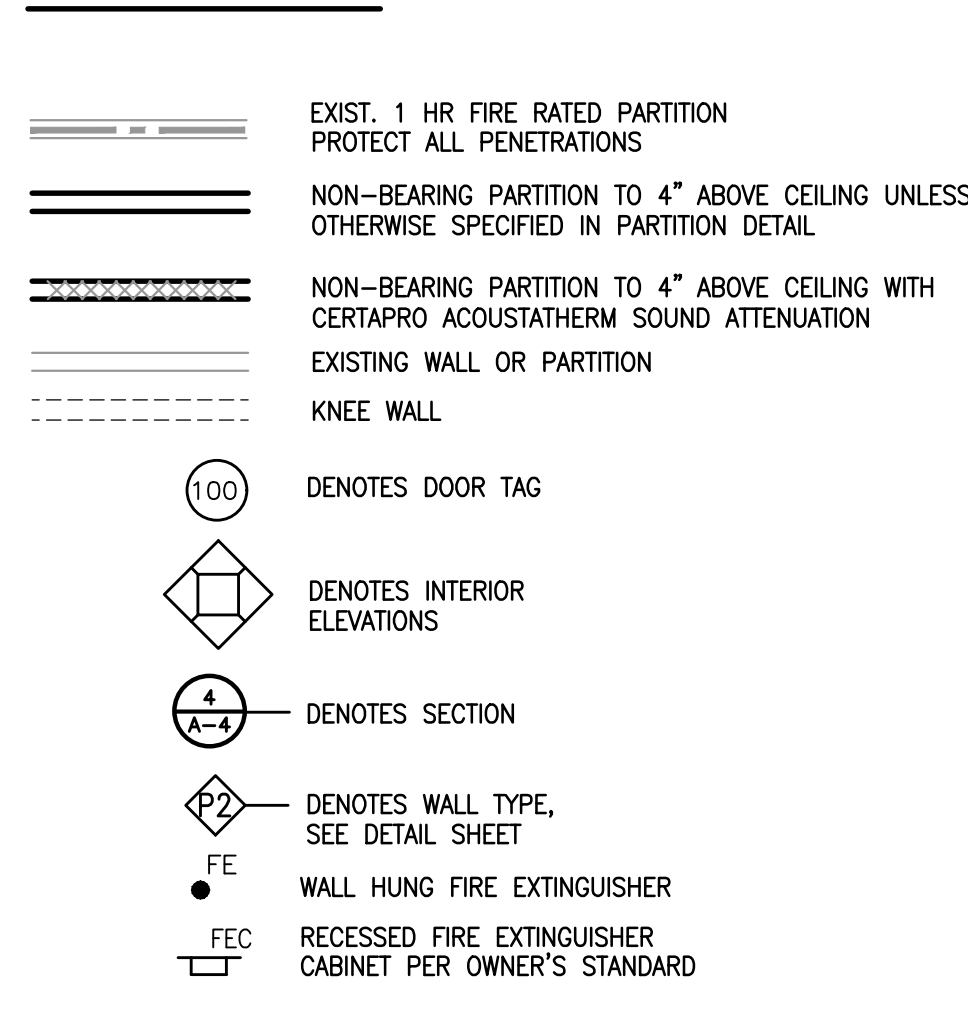 EXIST. 1 HR FIRE RATED PARTITION
PROTECT ALL PENETRATIONS
NON-BEARING PARTITION TO 4" ABOVE CEILING UNLESS
OTHERWISE SPECIFIED IN PARTITION DETAIL
NON-BEARING PARTITION TO 4" ABOVE CEILING WITH
CERTAPRO ACOUSTATHERM SOUND ATTENUATION
EXISTING WALL OR PARTITION
KNEE WALL
100 DENOTES DOOR TAG
DENOTES INTERIOR
ELEVATIONS
4
A-4
DENOTES SECTION
P2 DENOTES WALL TYPE,
SEE DETAIL SHEET
FE
WALL HUNG FIRE EXTINGUISHER
FEC RECESSED FIRE EXTINGUISHER
CABINET PER OWNER'S STANDARD